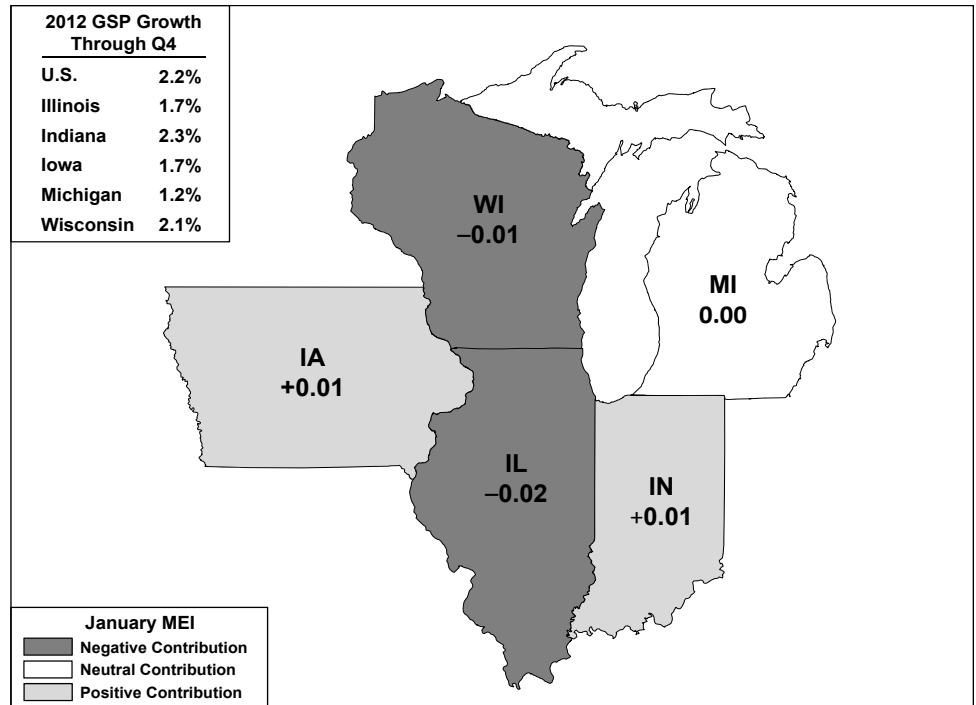 2012 GSP Growth
Through Q4
U.S. 2.2%
Illinois 1.7%
Indiana 2.3%
Iowa 1.7%
Michigan 1.2%
Wisconsin 2.1%
WI
−0.01
MI
0.00
IA
+0.01
IL
−0.02
IN
+0.01
January MEI
Negative Contribution
Neutral Contribution
Positive Contribution